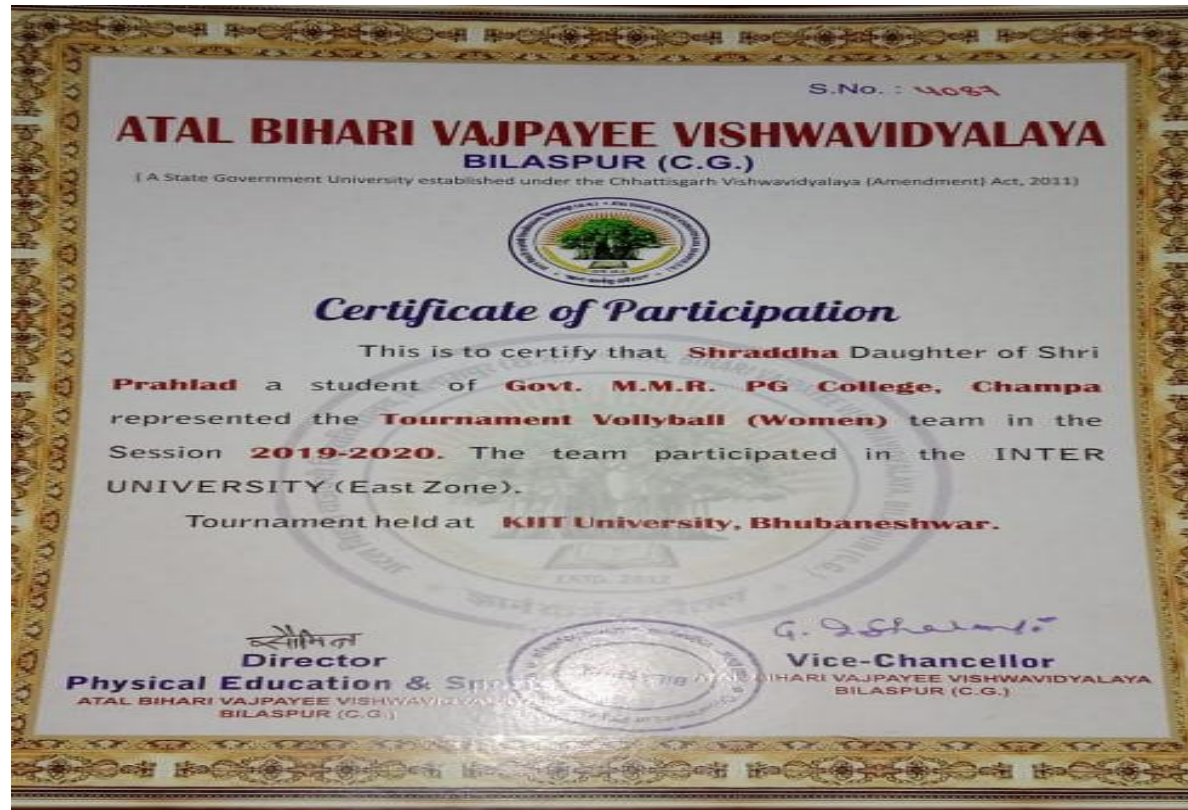 S.No. : 4087
ATAL BIHARI VAJPAYEE VISHWAVIDYALAYA
BILASPUR (C.G.)
( A State Government University established under the Chhattisgarh Vishwavidyalaya (Amendment) Act, 2011)
Certificate of Participation
This is to certify that Shraddha Daughter of Shri
Prahlad a student of Govt. M.M.R. PG College, Champa
represented the Tournament Vollyball (Women) team in the
Session 2019-2020. The team participated in the INTER
UNIVERSITY (East Zone).
Tournament held at KIIT University, Bhubaneshwar.
ESTD. 2012
Director
Physical Education &
ATAL BIHARI VAJPAYEE VISHWAVIDYALAYA
BILASPUR (C.G.)
Vice-Chancellor
BIHARI VAJPAYEE VISHWAVIDYALAYA
BILASPUR (C.G.)